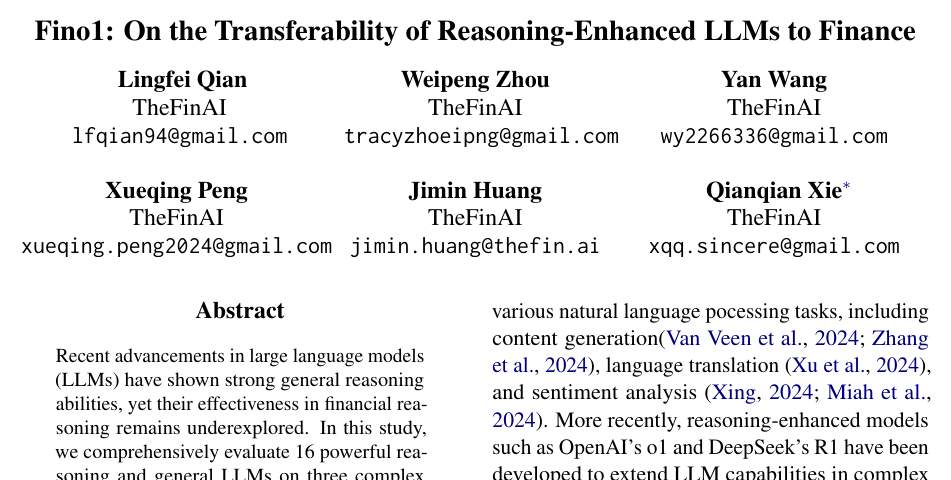 Fino1: On the Transferability of Reasoning-Enhanced LLMs to Finance
Lingfei Qian
TheFinAI
lfqian94@gmail.com
Weipeng Zhou
TheFinAI
tracyzhoeipng@gmail.com
Yan Wang
TheFinAI
wy2266336@gmail.com
Xueqing Peng
TheFinAI
xueqing.peng2024@gmail.com
Jimin Huang
TheFinAI
jimin.huang@thefin.ai
Qianqian Xie*
TheFinAI
xqq.sincere@gmail.com
Abstract
Recent advancements in large language models
(LLMs) have shown strong general reasoning
abilities, yet their effectiveness in financial rea-
soning remains underexplored. In this study,
we comprehensively evaluate 16 powerful rea-
soning and general LLMs on three complex
various natural language pocessing tasks, including
content generation(Van Veen et al., 2024; Zhang
et al., 2024), language translation (Xu et al., 2024),
and sentiment analysis (Xing, 2024; Miah et al.,
2024). More recently, reasoning-enhanced models
such as OpenAI's o1 and DeepSeek's R1 have been
developed to extend LLM capabilities in complex